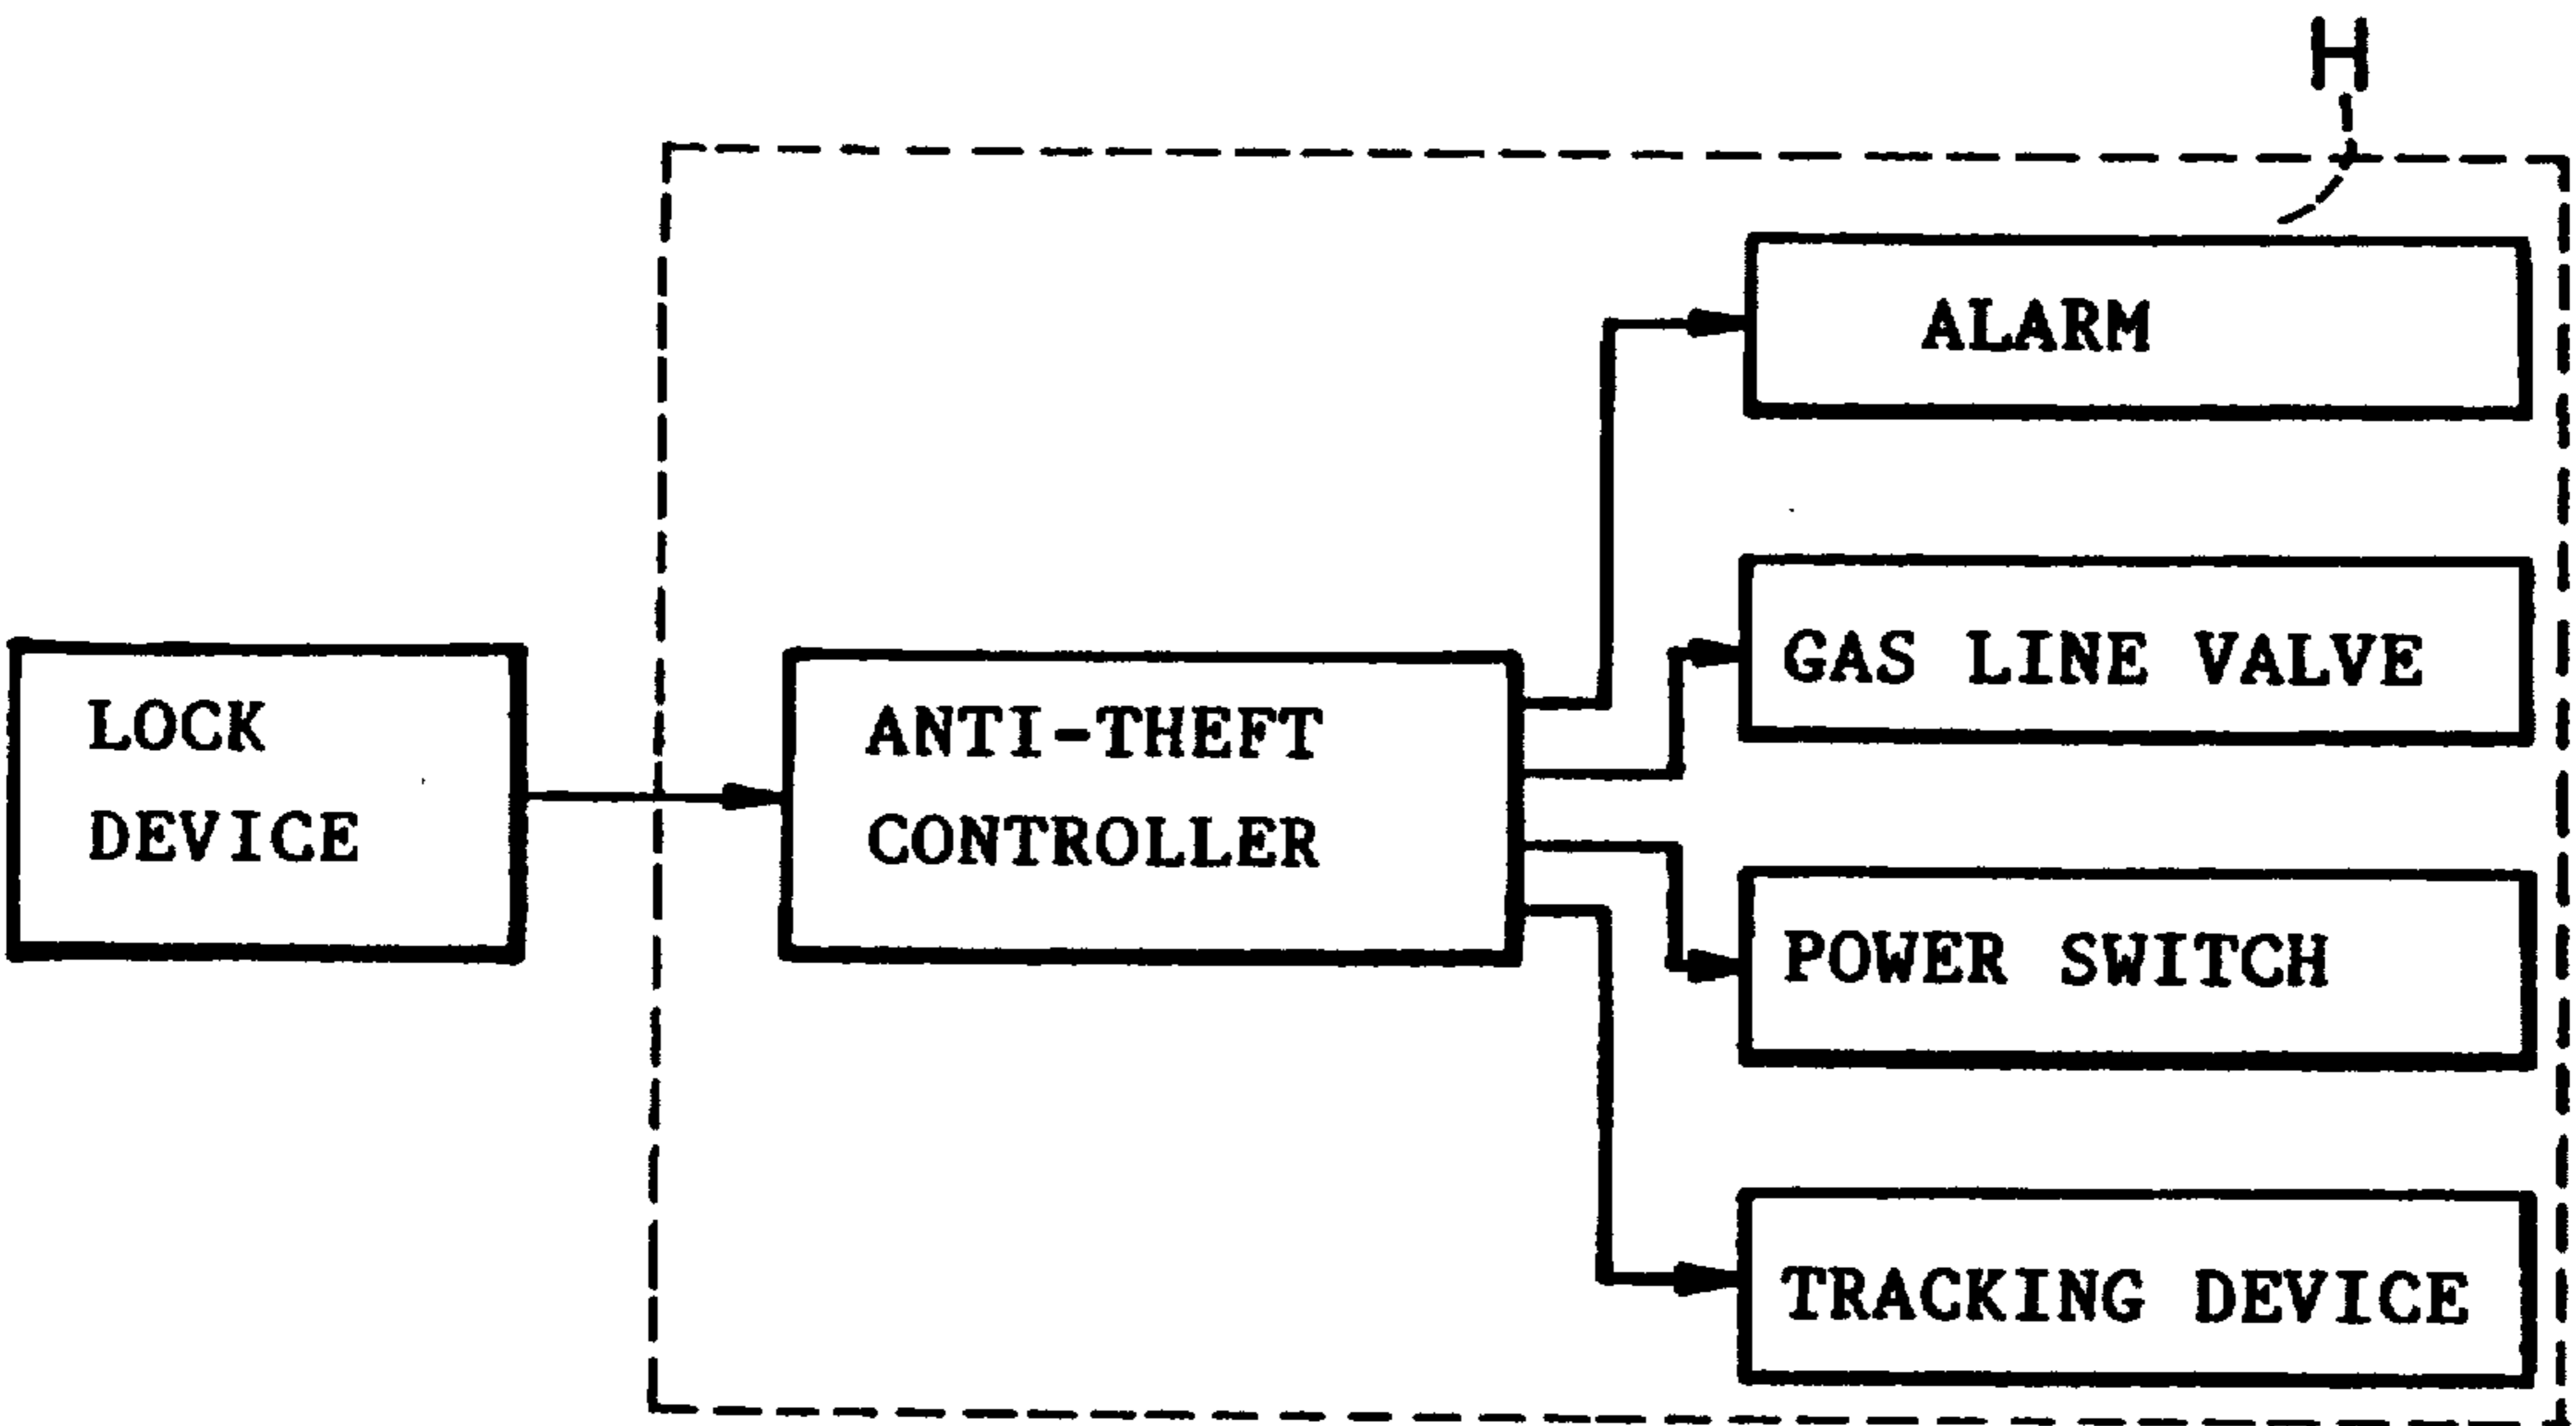 H
ALARM
GAS LINE VALVE
LOCK
DEVICE
ANTI-THEFT
CONTROLLER
POWER SWITCH
TRACKING DEVICE